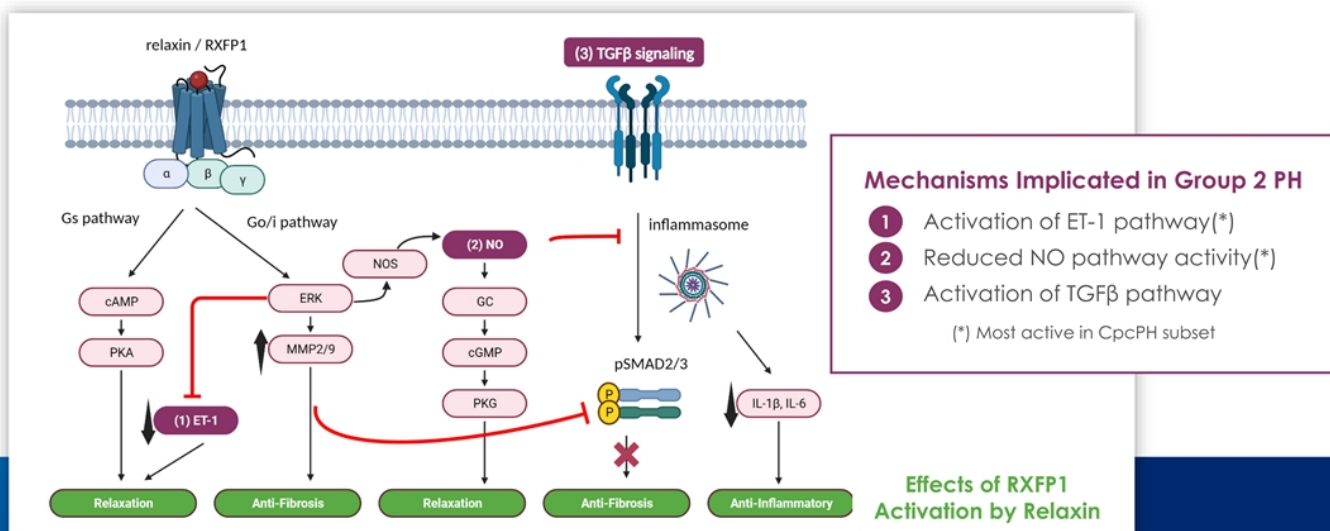 relaxin / RXFP1
(3) TGFβ signaling
α
β
γ
Gs pathway
Go/i pathway
inflammasome
(2) NO
NOS
cAMP
ERK
GC
PKA
MMP2/9
cGMP
pSMAD2/3
PKG
P
P
IL-1β, IL-6
(1) ET-1
Relaxation
Anti-Fibrosis
Relaxation
Anti-Fibrosis
Anti-Inflammatory
Mechanisms Implicated in Group 2 PH
1 Activation of ET-1 pathway(*)
2 Reduced NO pathway activity(*)
3 Activation of TGFβ pathway
(*) Most active in CpcPH subset
Effects of RXFP1
Activation by Relaxin